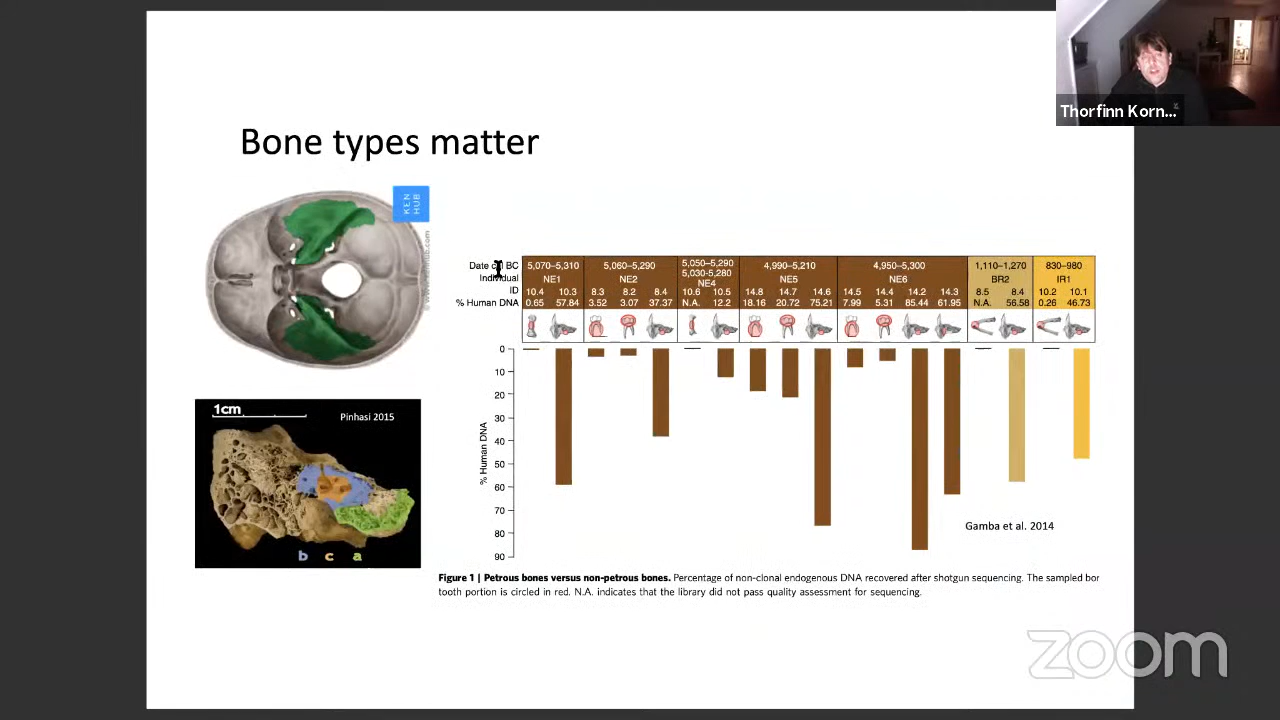 Thorfinn Korn...
Bone types matter
KEN
HUB
www.kenhub.com
1cm
Pinhasi 2015
b c a
Date cal BC 5,070–5,310 5,060–5,290 5,050–5,290 5,030-5,280 4,990–5,210 4,950–5,300 1,110–1,270 830–980
Individual NE1 NE2 NE4 NE5 NE6 BR2 IR1
ID 10.4 10.3 8.3 8.2 8.4 10.6 10.5 14.8 14.7 14.6 14.5 14.4 14.2 14.3 8.5 8.4 10.2 10.1
% Human DNA 0.65 57.84 3.52 3.07 37.37 N.A. 12.2 18.16 20.72 75.21 7.99 5.31 85.44 61.95 N.A. 56.58 0.26 46.73
0
10
20
30
40
50
60
70
80
90
% Human DNA
Gamba et al. 2014
Figure 1 | Petrous bones versus non-petrous bones. Percentage of non-clonal endogenous DNA recovered after shotgun sequencing. The sampled bor
tooth portion is circled in red. N.A. indicates that the library did not pass quality assessment for sequencing.
zoom